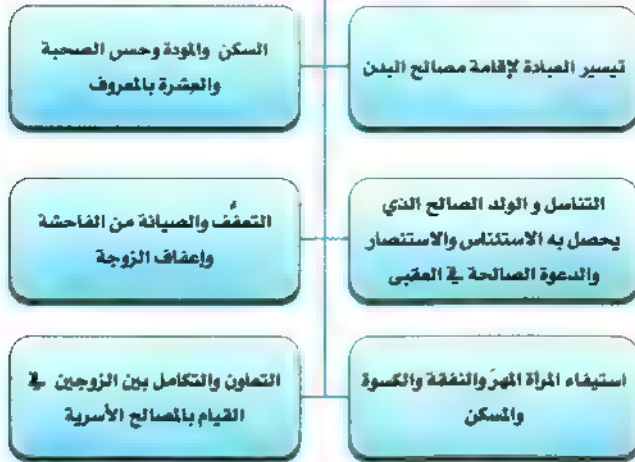 تيسير العبادة لإقامة مصالح البدن
السكن والمودة وحسن الصحبة
والعشرة بالمعروف
التناسل و الولد الصالح الذي
يحصل به الاستئناس والاستنصار
والدعوة الصالحة في العقبى
التعفُّف والصيانة من الفاحشة
وإعفاف الزوجة
استيفاء المرأة المهرَ والنفقة والكسوة
والمسكن
التعاون والتكامل بين الزوجين في
القيام بالمصالح الأسرية